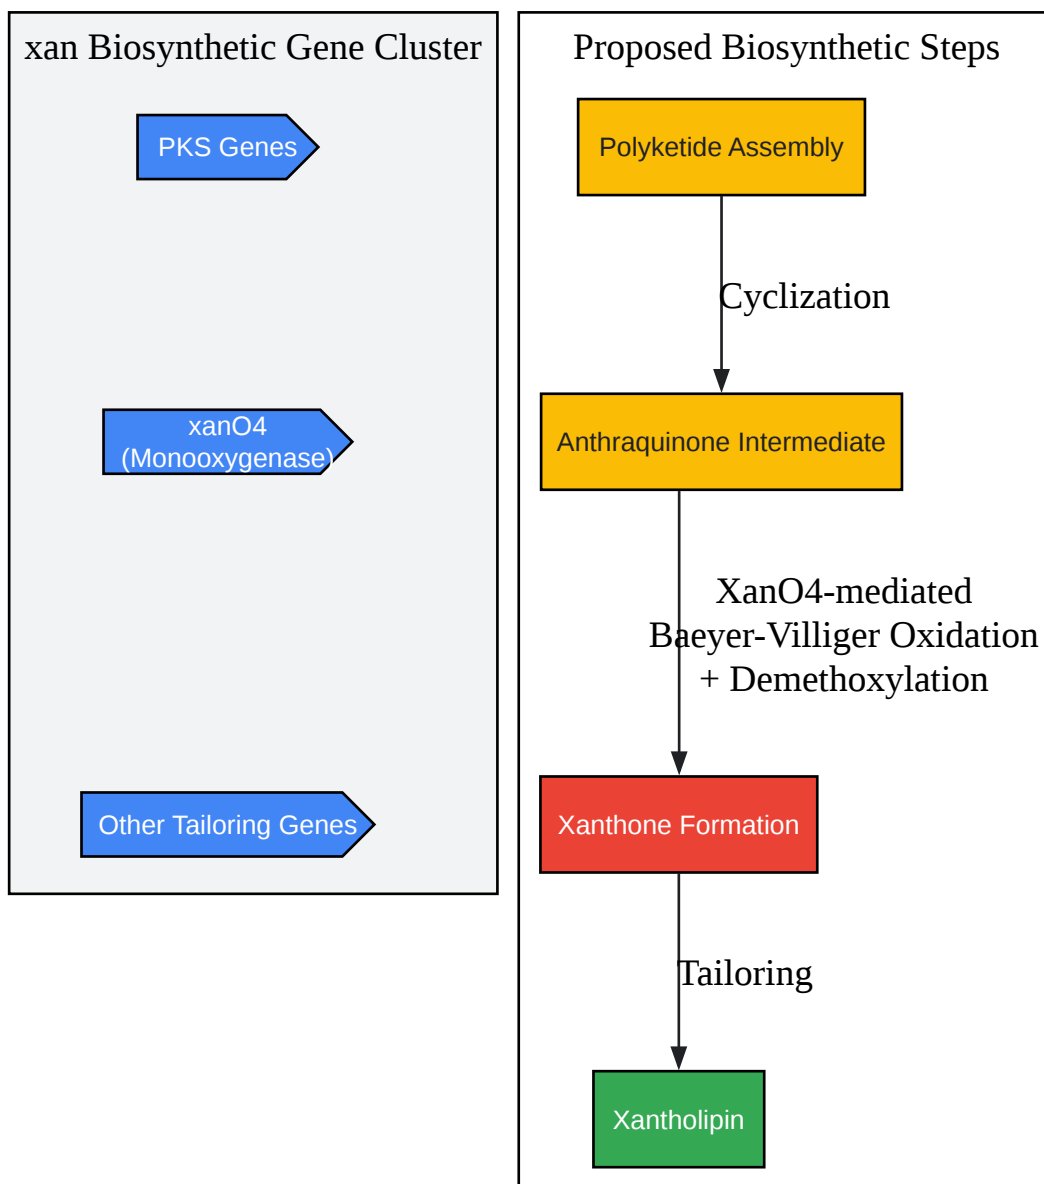 xan Biosynthetic Gene Cluster
PKS Genes
xanO4
(Monooxygenase)
Other Tailoring Genes
Proposed Biosynthetic Steps
Polyketide Assembly
Cyclization
Anthraquinone Intermediate
XanO4-mediated
Baeyer-Villiger Oxidation
+ Demethoxylation
Xanthone Formation
Tailoring
Xantholipin